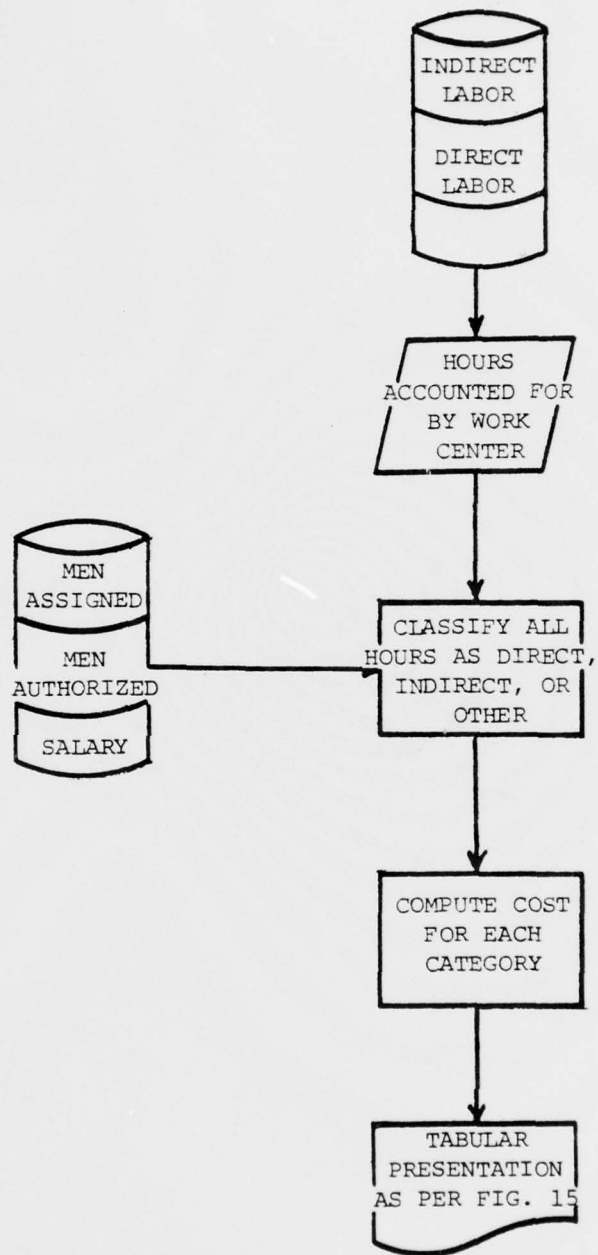 INDIRECT
LABOR
DIRECT
LABOR
HOURS
ACCOUNTED FOR
BY WORK
CENTER
MEN
ASSIGNED
MEN
AUTHORIZED
SALARY
CLASSIFY ALL
HOURS AS DIRECT,
INDIRECT, OR
OTHER
COMPUTE COST
FOR EACH
CATEGORY
TABULAR
PRESENTATION
AS PER FIG. 15